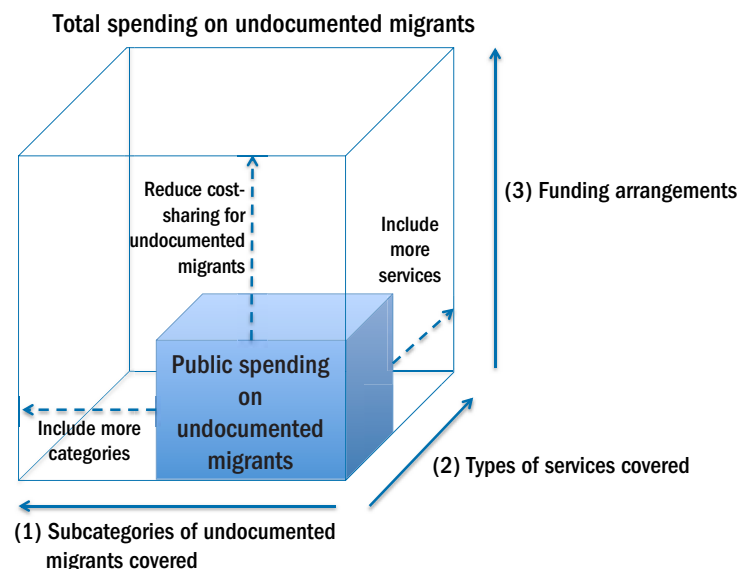 Total spending on undocumented migrants
Reduce cost-
sharing for
undocumented
migrants
(3) Funding arrangements
Include
more
services
Public spending
on
undocumented
migrants
Include more
categories
(2) Types of services covered
(1) Subcategories of undocumented
migrants covered